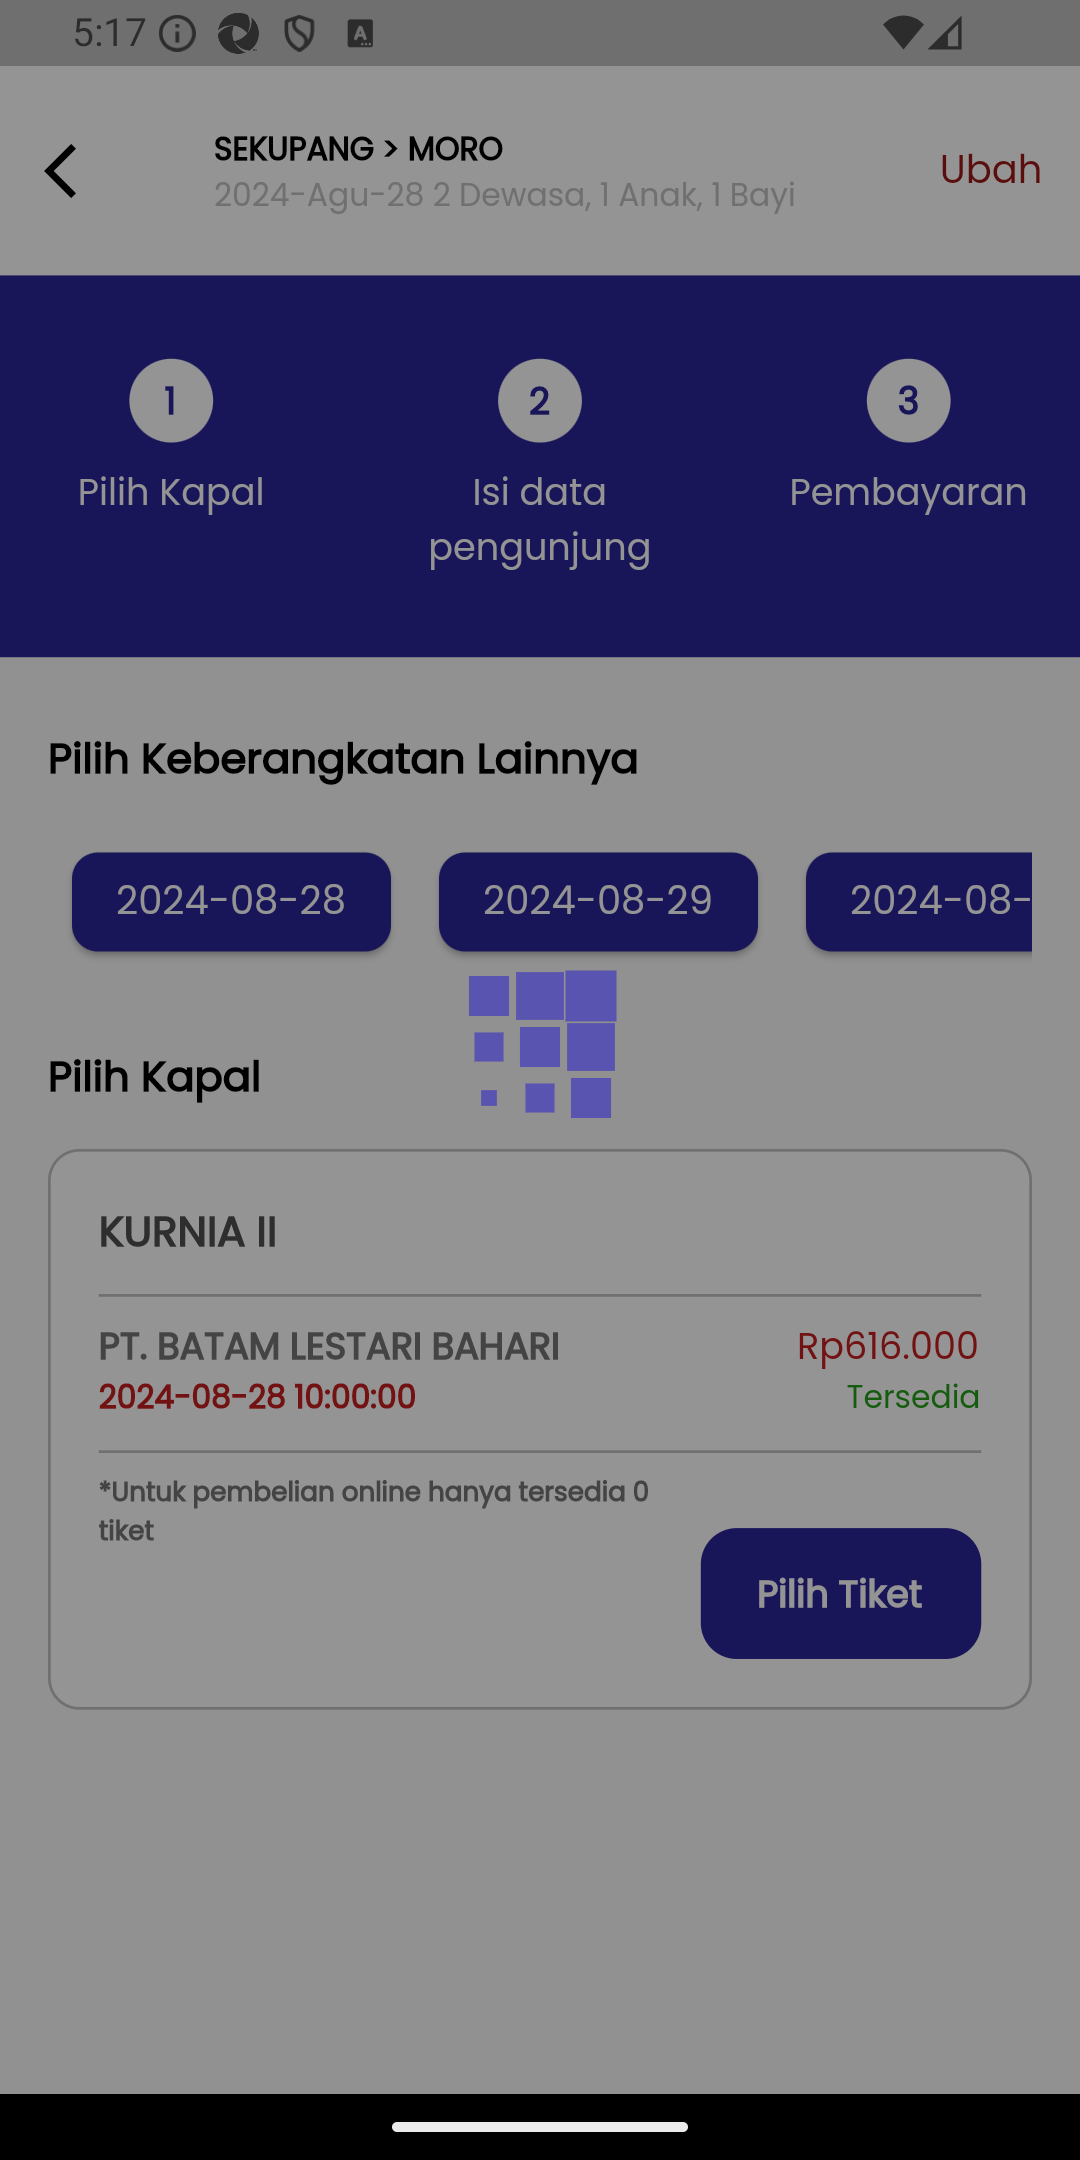 5:17
SEKUPANG > MORO
2024-Agu-28 2 Dewasa, 1 Anak, 1 Bayi
Ubah
1
2
3
Pilih Kapal
Isi data
pengunjung
Pembayaran
Pilih Keberangkatan Lainnya
2024-08-28
2024-08-29
2024-08-
Pilih Kapal
KURNIA II
PT. BATAM LESTARI BAHARI
Rp616.000
2024-08-28 10:00:00
Tersedia
*Untuk pembelian online hanya tersedia 0
tiket
Pilih Tiket